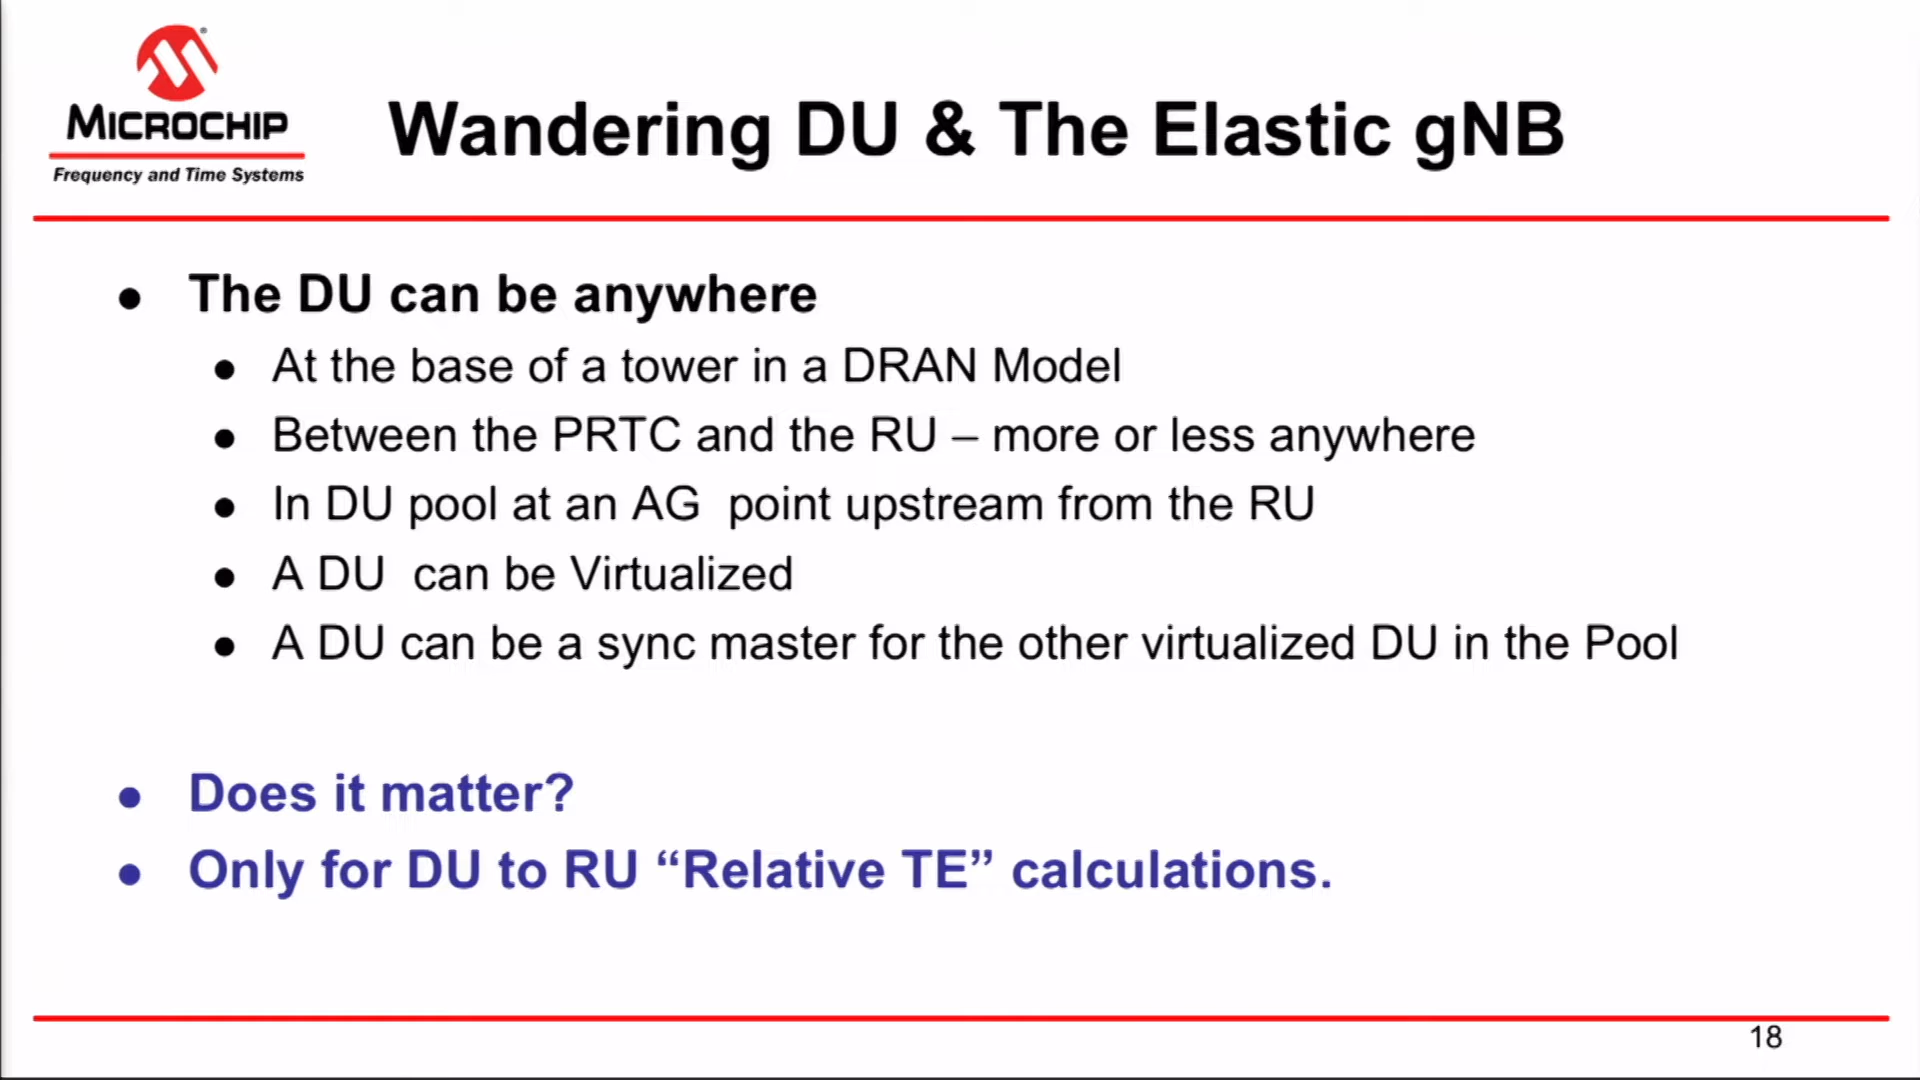 MICROCHIP
Frequency and Time Systems
Wandering DU & The Elastic gNB
● The DU can be anywhere
● At the base of a tower in a DRAN Model
● Between the PRTC and the RU – more or less anywhere
● In DU pool at an AG  point upstream from the RU
● A DU  can be Virtualized
● A DU can be a sync master for the other virtualized DU in the Pool
● Does it matter?
● Only for DU to RU “Relative TE” calculations.
18